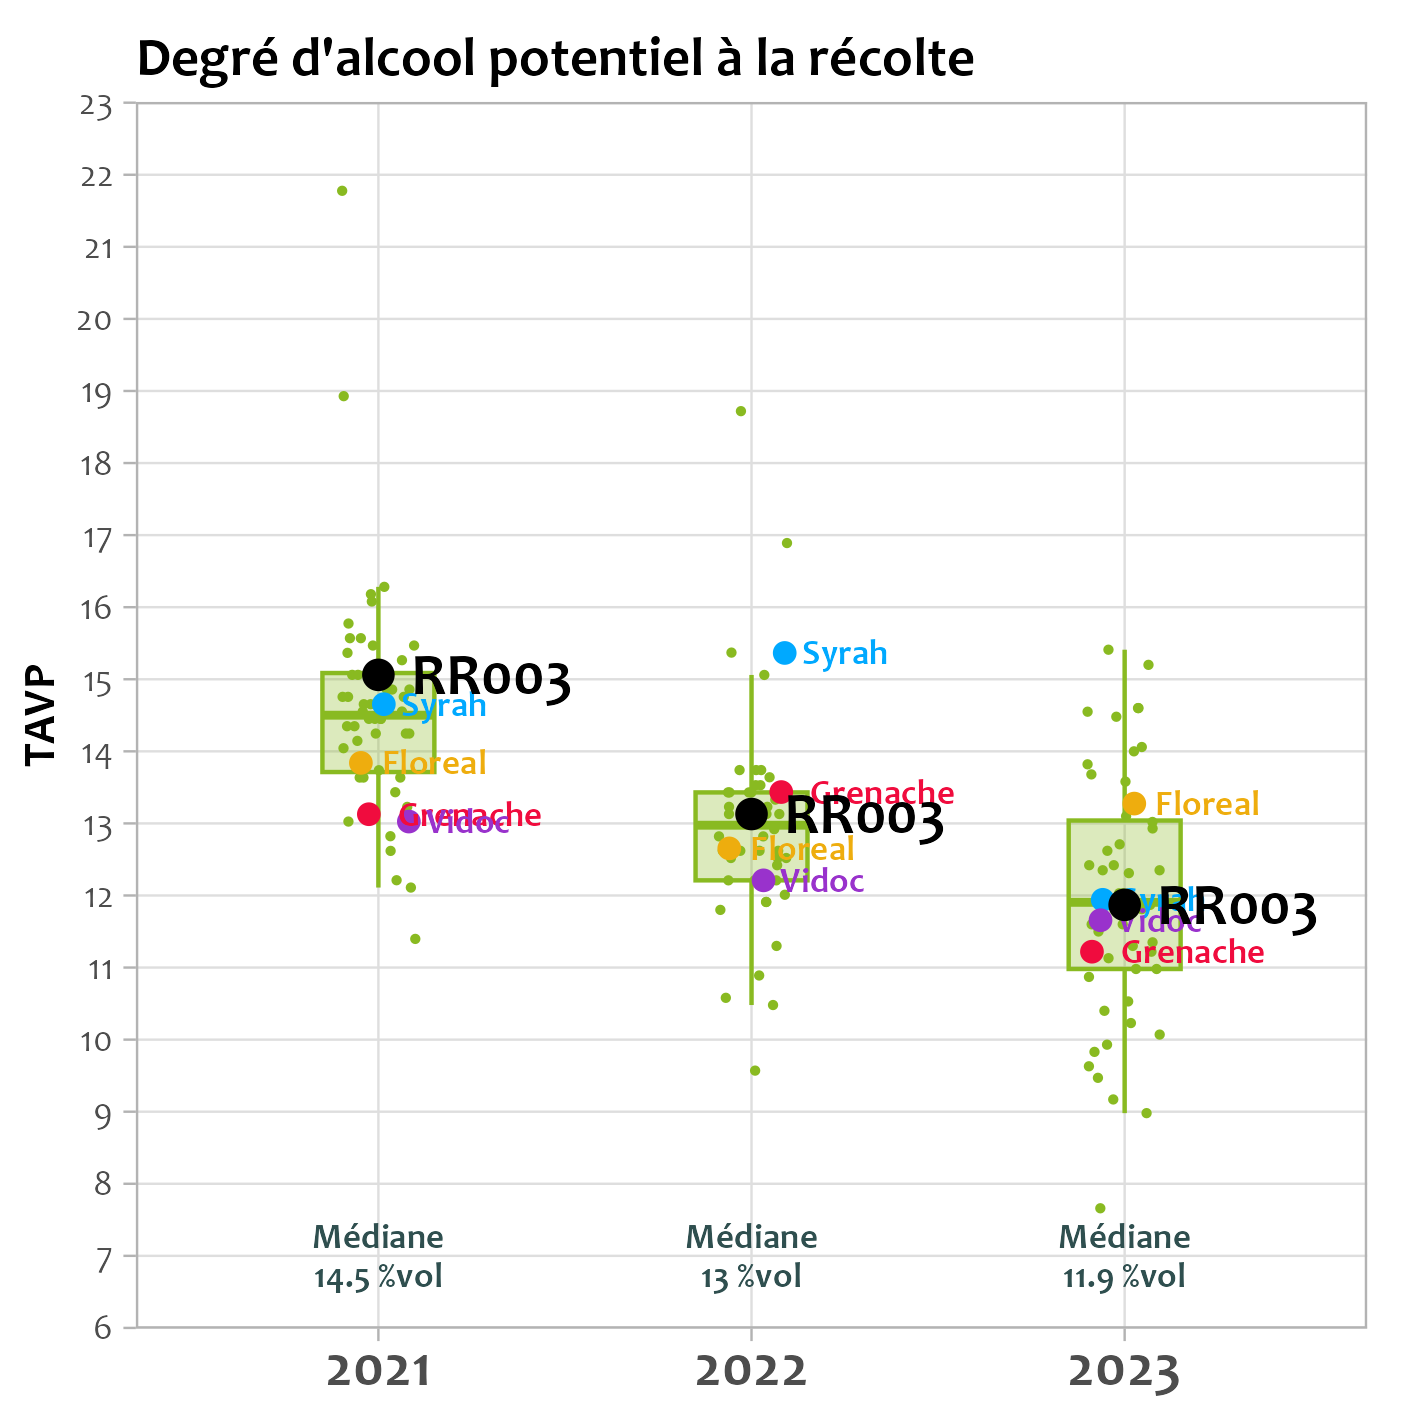 Degré d'alcool potentiel à la récolte
TAVP
23
22
21
20
19
18
17
16
15
14
13
12
11
10
9
8
7
6
RR003
Syrah
Floreal
Grenache
Vidoc
Syrah
Grenache
RR003
Floreal
Vidoc
Floreal
Syrah
RR003
Vidoc
Grenache
Médiane
14.5 %vol
Médiane
13 %vol
Médiane
11.9 %vol
2021
2022
2023